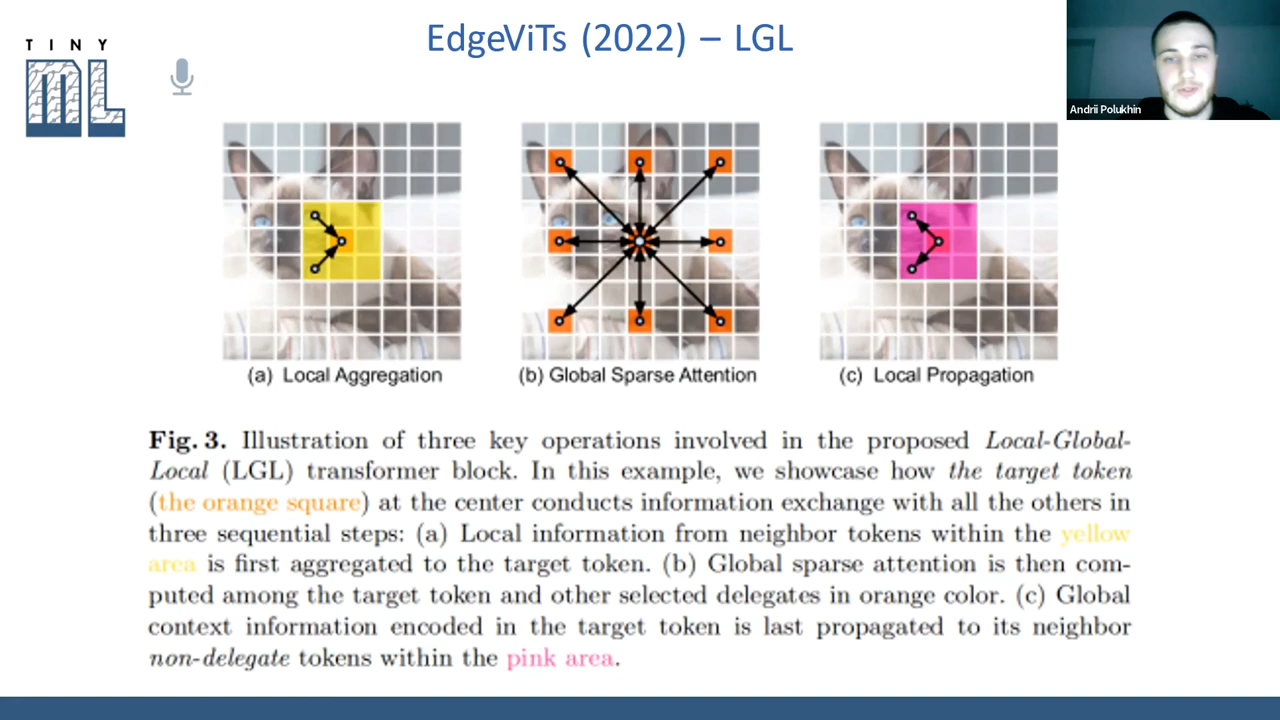 EdgeViTs (2022) – LGL
TINY
ML
Andrii Polukhin
(a) Local Aggregation
(b) Global Sparse Attention
(c) Local Propagation
Fig. 3. Illustration of three key operations involved in the proposed Local-Global-
Local (LGL) transformer block. In this example, we showcase how the target token
(the orange square) at the center conducts information exchange with all the others in
three sequential steps: (a) Local information from neighbor tokens within the yellow
area is first aggregated to the target token. (b) Global sparse attention is then com-
puted among the target token and other selected delegates in orange color. (c) Global
context information encoded in the target token is last propagated to its neighbor
non-delegate tokens within the pink area.